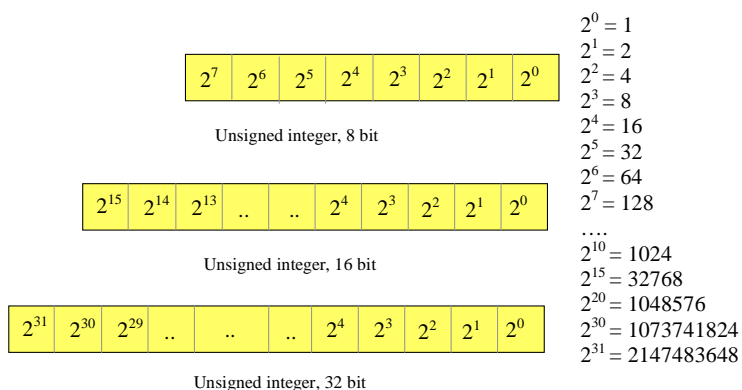 2⁷ 2⁶ 2⁵ 2⁴ 2³ 2² 2¹ 2⁰
Unsigned integer, 8 bit
2¹⁵ 2¹⁴ 2¹³ .. .. 2⁴ 2³ 2² 2¹ 2⁰
Unsigned integer, 16 bit
2³¹ 2³⁰ 2²⁹ .. .. .. 2⁴ 2³ 2² 2¹ 2⁰
Unsigned integer, 32 bit
2⁰ = 1
2¹ = 2
2² = 4
2³ = 8
2⁴ = 16
2⁵ = 32
2⁶ = 64
2⁷ = 128
....
2¹⁰ = 1024
2¹⁵ = 32768
2²⁰ = 1048576
2³⁰ = 1073741824
2³¹ = 2147483648